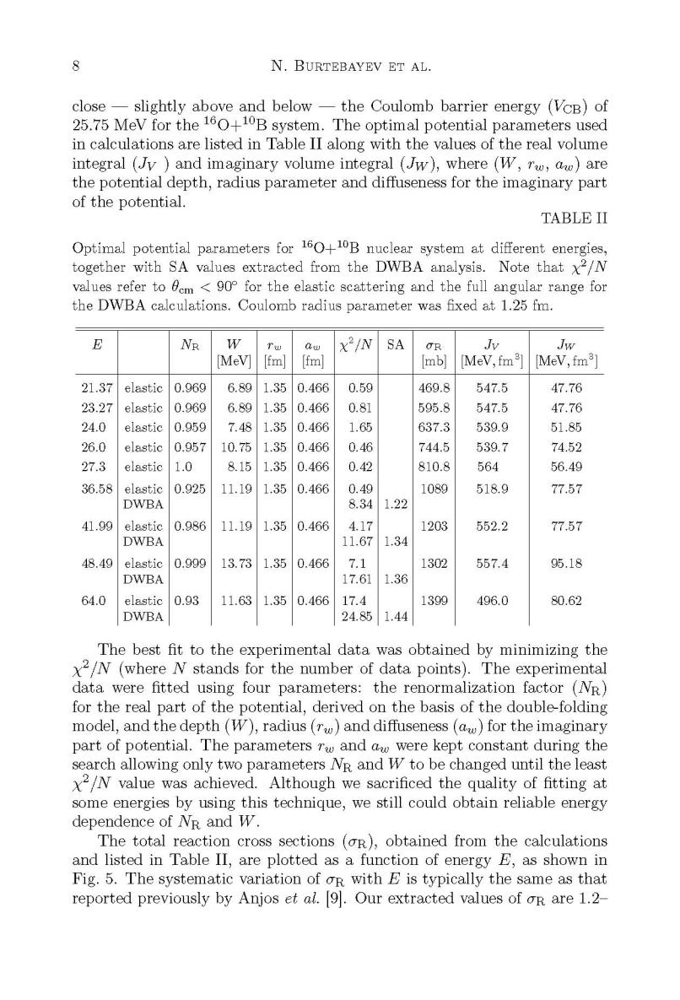 8
N. BURTEBAYEV ET AL.
close — slightly above and below — the Coulomb barrier energy (V_CB) of
25.75 MeV for the ¹⁶O+¹⁰B system. The optimal potential parameters used
in calculations are listed in Table II along with the values of the real volume
integral (J_V ) and imaginary volume integral (J_W), where (W, r_w, a_w) are
the potential depth, radius parameter and diffuseness for the imaginary part
of the potential.
TABLE II
Optimal potential parameters for ¹⁶O+¹⁰B nuclear system at different energies,
together with SA values extracted from the DWBA analysis. Note that χ²/N
values refer to θ_cm < 90° for the elastic scattering and the full angular range for
the DWBA calculations. Coulomb radius parameter was fixed at 1.25 fm.
E N_R W r_w a_w χ²/N SA σ_R J_V J_W
[MeV] [fm] [fm] [mb] [MeV, fm³] [MeV, fm³]
21.37 elastic 0.969 6.89 1.35 0.466 0.59 469.8 547.5 47.76
23.27 elastic 0.969 6.89 1.35 0.466 0.81 595.8 547.5 47.76
24.0 elastic 0.959 7.48 1.35 0.466 1.65 637.3 539.9 51.85
26.0 elastic 0.957 10.75 1.35 0.466 0.46 744.5 539.7 74.52
27.3 elastic 1.0 8.15 1.35 0.466 0.42 810.8 564 56.49
36.58 elastic 0.925 11.19 1.35 0.466 0.49 1089 518.9 77.57
DWBA 8.34 1.22
41.99 elastic 0.986 11.19 1.35 0.466 4.17 1203 552.2 77.57
DWBA 11.67 1.34
48.49 elastic 0.999 13.73 1.35 0.466 7.1 1302 557.4 95.18
DWBA 17.61 1.36
64.0 elastic 0.93 11.63 1.35 0.466 17.4 1399 496.0 80.62
DWBA 24.85 1.44
The best fit to the experimental data was obtained by minimizing the
χ²/N (where N stands for the number of data points). The experimental
data were fitted using four parameters: the renormalization factor (N_R)
for the real part of the potential, derived on the basis of the double-folding
model, and the depth (W), radius (r_w) and diffuseness (a_w) for the imaginary
part of potential. The parameters r_w and a_w were kept constant during the
search allowing only two parameters N_R and W to be changed until the least
χ²/N value was achieved. Although we sacrificed the quality of fitting at
some energies by using this technique, we still could obtain reliable energy
dependence of N_R and W.
The total reaction cross sections (σ_R), obtained from the calculations
and listed in Table II, are plotted as a function of energy E, as shown in
Fig. 5. The systematic variation of σ_R with E is typically the same as that
reported previously by Anjos et al. [9]. Our extracted values of σ_R are 1.2–